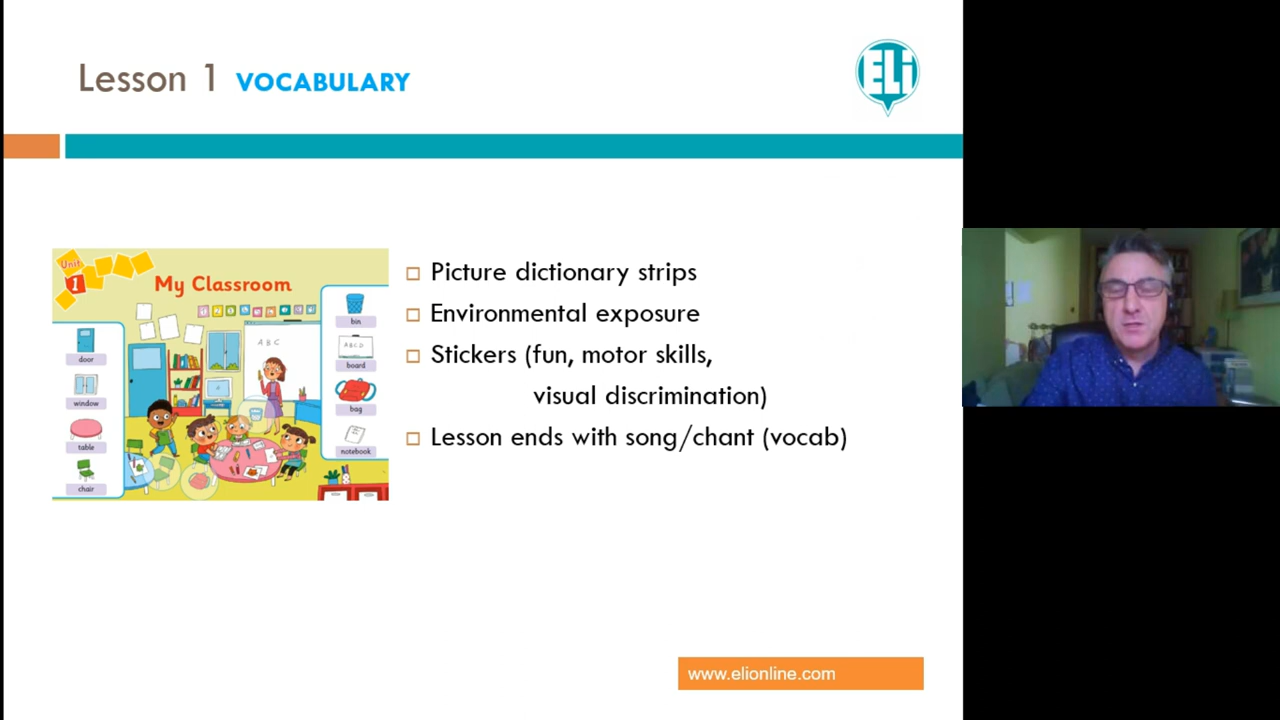 Lesson 1 VOCABULARY
ELi
Unit
1
My Classroom
door
window
table
chair
A B C
bin
ABCD
board
bag
notebook
Picture dictionary strips
Environmental exposure
Stickers (fun, motor skills,
visual discrimination)
Lesson ends with song/chant (vocab)
www.elionline.com